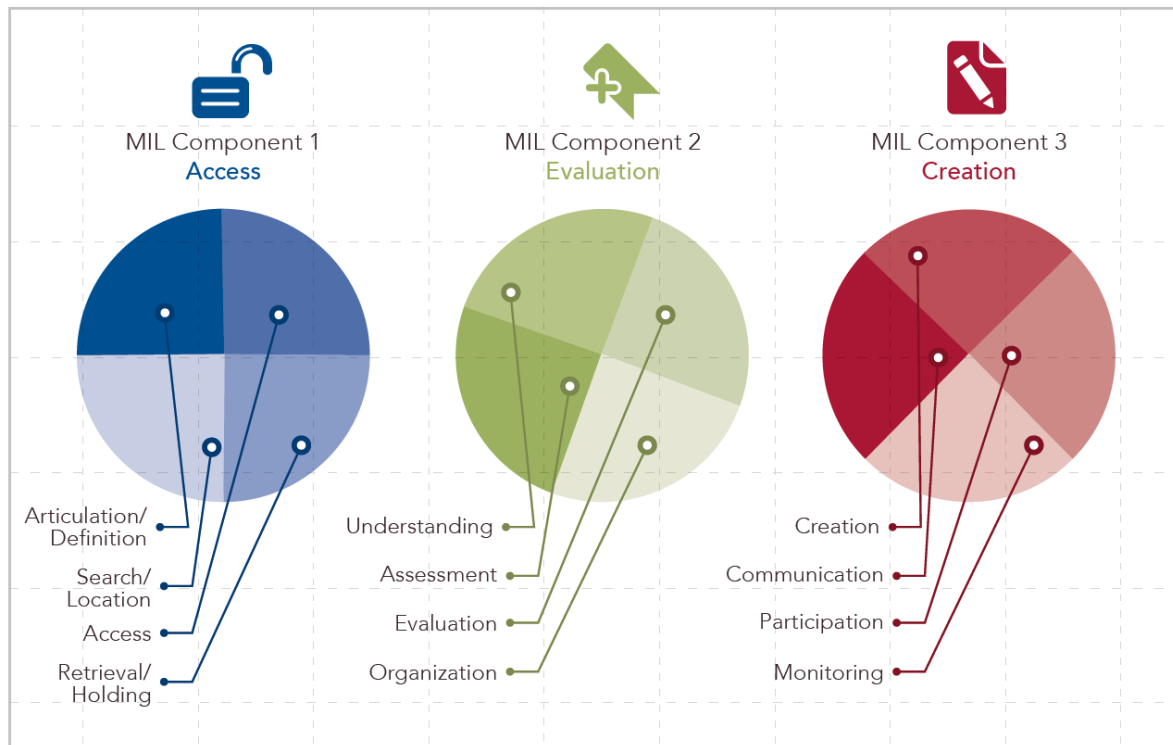 MIL Component 1
Access
Articulation/
Definition
Search/
Location
Access
Retrieval/
Holding
MIL Component 2
Evaluation
Understanding
Assessment
Evaluation
Organization
MIL Component 3
Creation
Creation
Communication
Participation
Monitoring